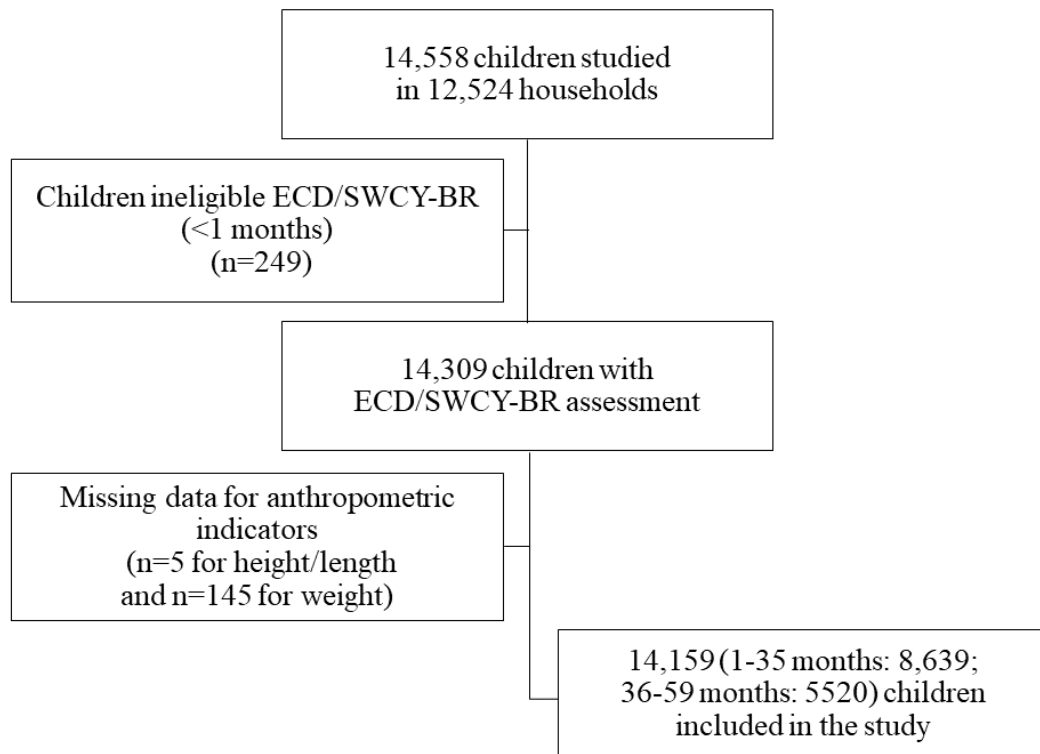 14,558 children studied
in 12,524 households
Children ineligible ECD/SWCY-BR
(<1 months)
(n=249)
14,309 children with
ECD/SWCY-BR assessment
Missing data for anthropometric
indicators
(n=5 for height/length
and n=145 for weight)
14,159 (1-35 months: 8,639;
36-59 months: 5520) children
included in the study